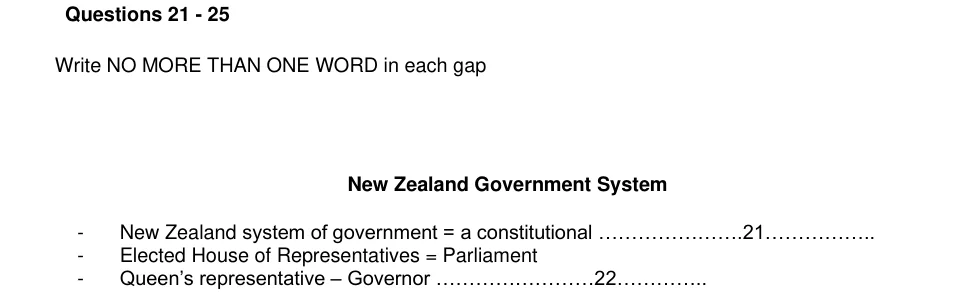 Questions 21 - 25
Write NO MORE THAN ONE WORD in each gap
New Zealand Government System
- New Zealand system of government = a constitutional …………………..21……………..
- Elected House of Representatives = Parliament
- Queen’s representative – Governor ……………………22…………..